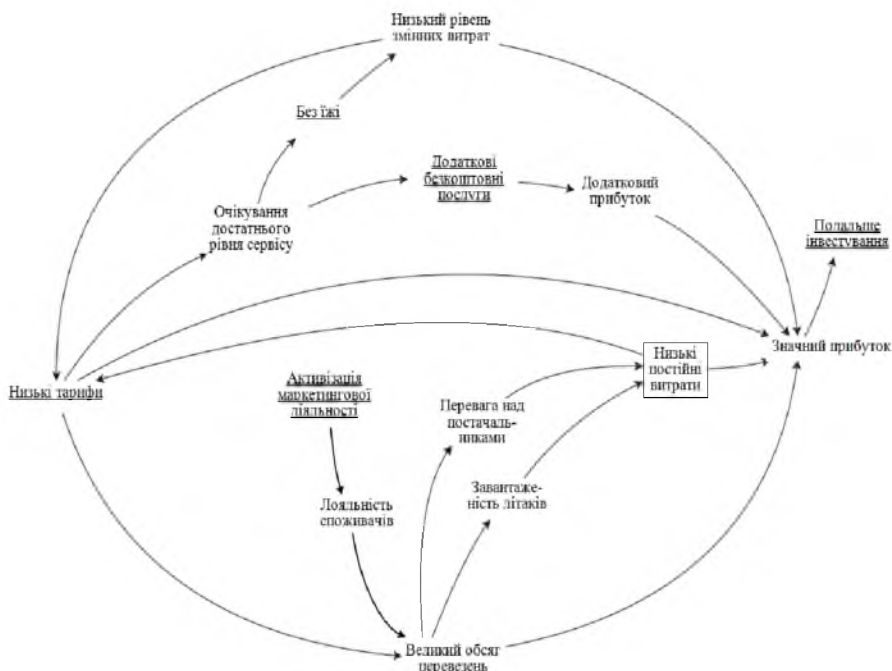 Низький рівень
змінних витрат
Без їжі
Додаткові
безкоштовні
послуги
Додатковий
прибуток
Очікування
достатнього
рівня сервісу
Подальше
інвестування
Значний прибуток
Низькі
постійні
витрати
Низькі тарифи
Активізація
маркетингової
діяльності
Перевага над
постачаль-
никами
Завантаже-
ність літаків
Лояльність
споживачів
Великий обсяг
перевезень